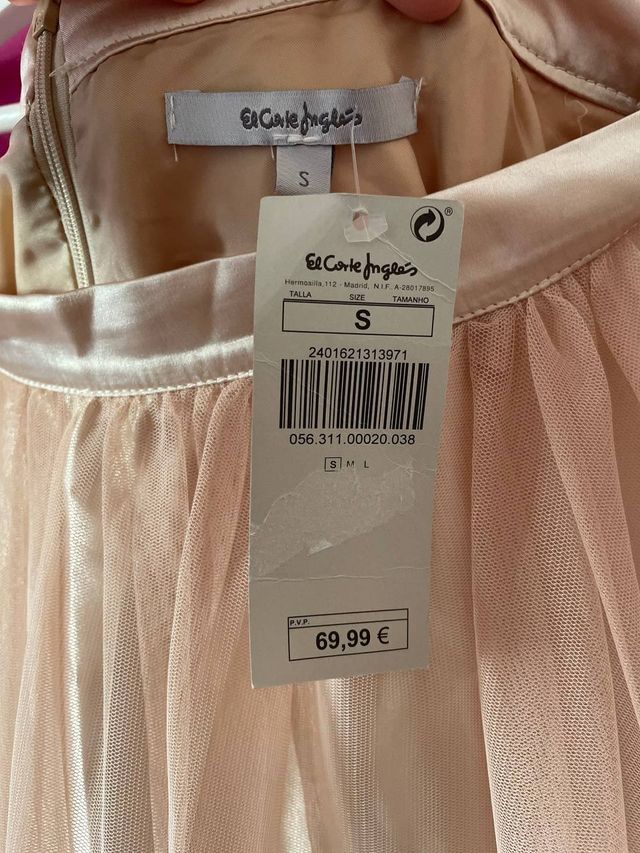 El Corte Inglés
S
®
El Corte Inglés
Hermosilla,112 - Madrid, N.I.F. A-28017895
TALLA SIZE TAMANHO
S
2401621313971
056.311.00020.038
S M L
P.V.P.
69,99 €